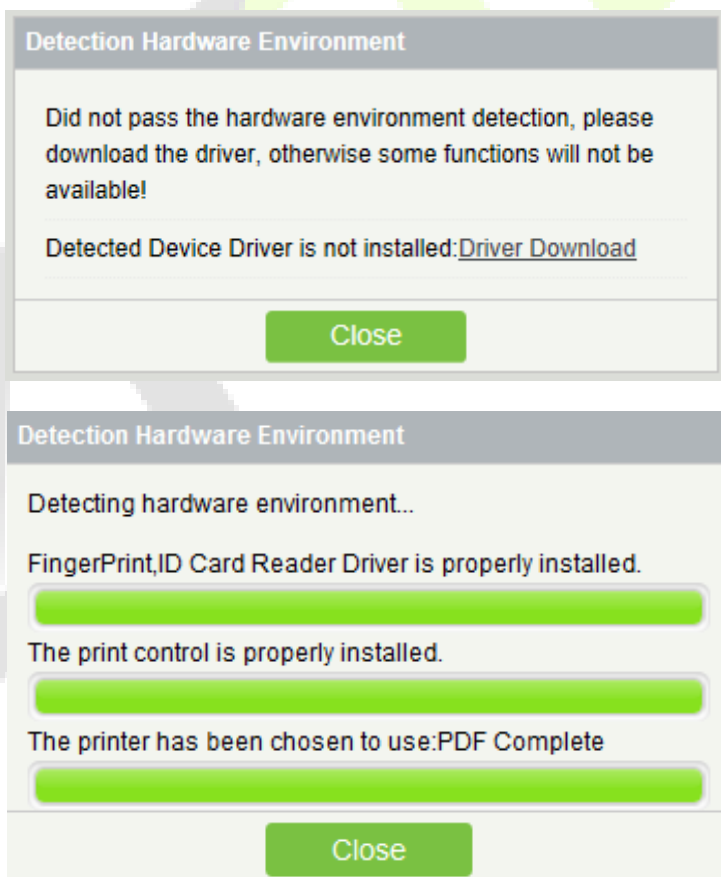 Detection Hardware Environment
Did not pass the hardware environment detection, please
download the driver, otherwise some functions will not be
available!
Detected Device Driver is not installed:Driver Download
Close
Detection Hardware Environment
Detecting hardware environment...
FingerPrint,ID Card Reader Driver is properly installed.
The print control is properly installed.
The printer has been chosen to use:PDF Complete
Close